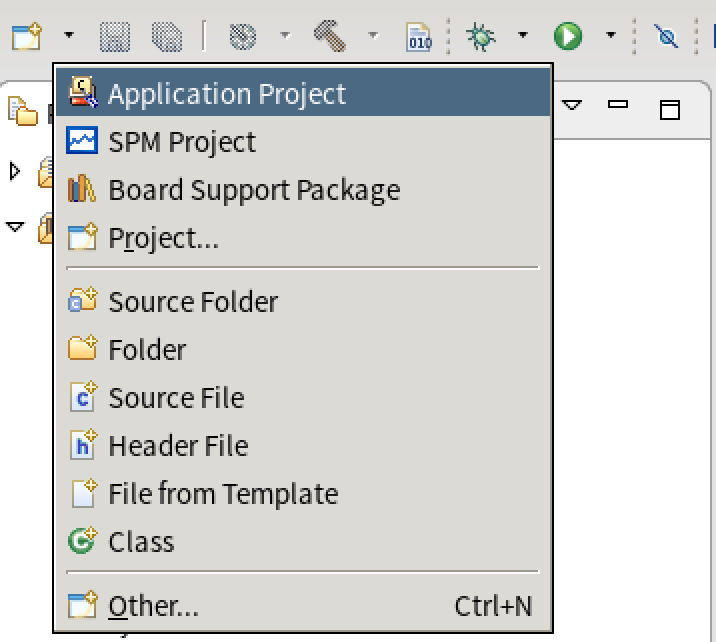 010
Application Project
SPM Project
Board Support Package
Project...
Source Folder
Folder
Source File
Header File
File from Template
Class
Other... Ctrl+N